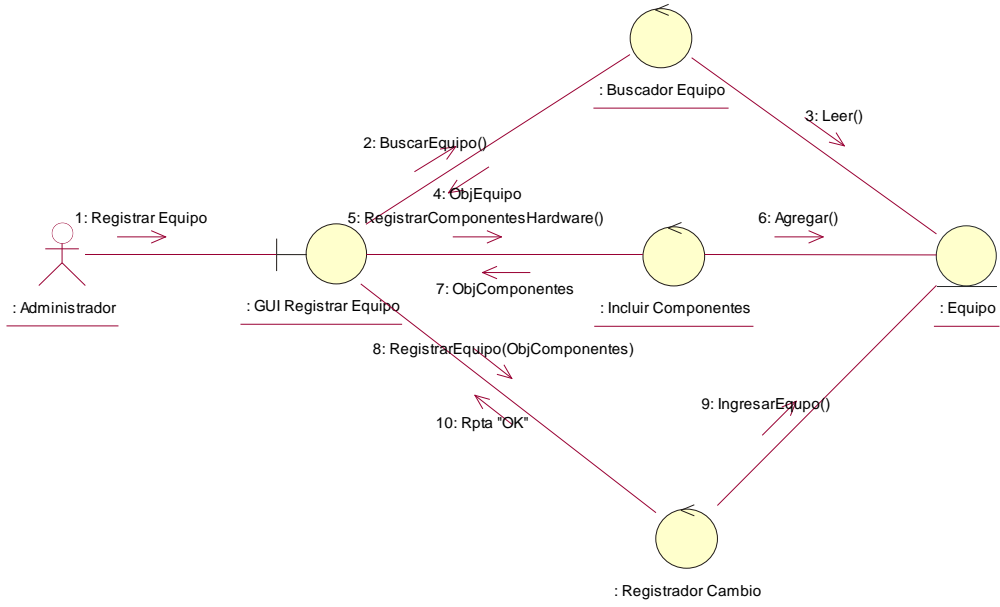 : Buscador Equipo
3: Leer()
2: BuscarEquipo()
4: ObjEquipo
1: Registrar Equipo
5: RegistrarComponentesHardware()
6: Agregar()
7: ObjComponentes
: Administrador
: GUI Registrar Equipo
: Incluir Componentes
: Equipo
8: RegistrarEquipo(ObjComponentes)
9: IngresarEqupo()
10: Rpta "OK"
: Registrador Cambio